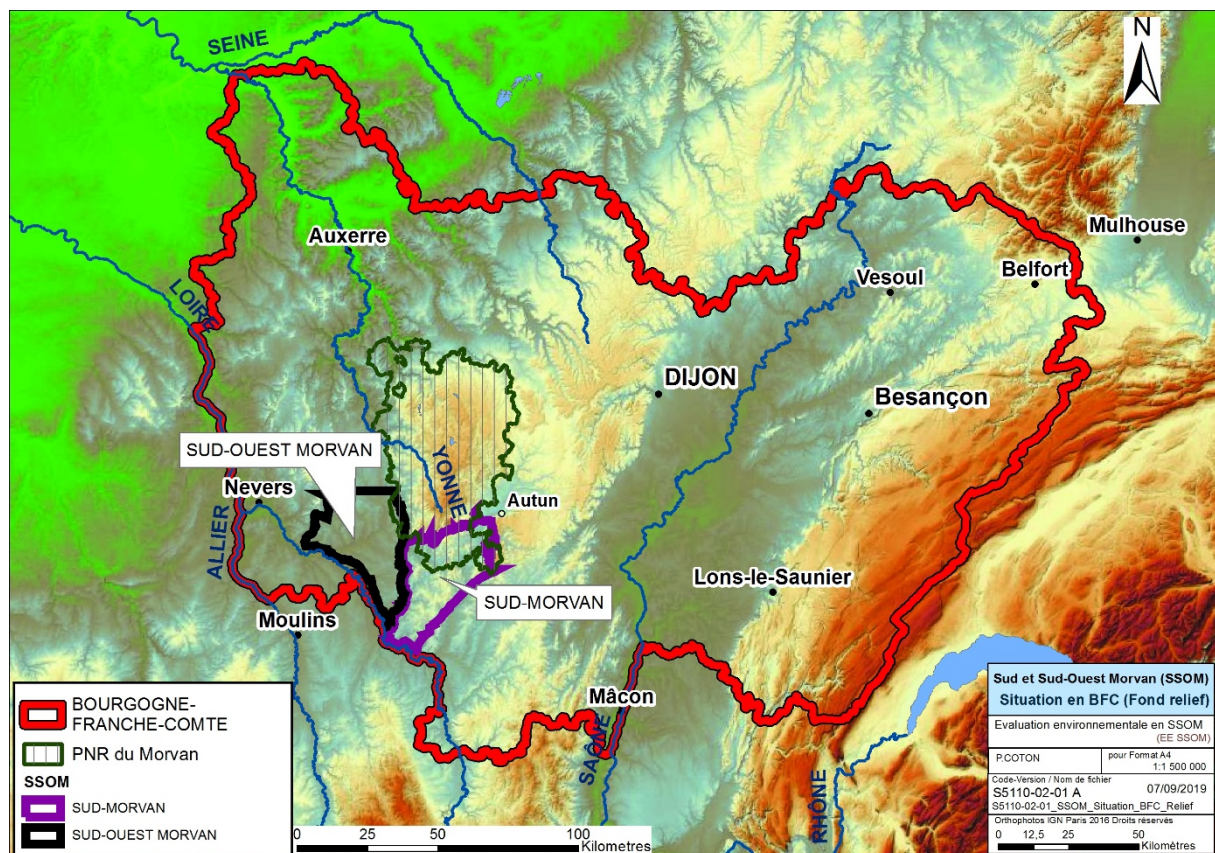 SEINE
N
Auxerre
Mulhouse
Belfort
Vesoul
LOIRE
DIJON
Besançon
SUD-OUEST MORVAN
Nevers
YONNE
Autun
ALLIER
Lons-le-Saunier
SUD-MORVAN
Moulins
Mâcon
SAÔNE
RHÔNE
BOURGOGNE-
FRANCHE-COMTE
PNR du Morvan
SSOM
SUD-MORVAN
SUD-OUEST MORVAN
0 25 50 100
Kilometres
Sud et Sud-Ouest Morvan (SSOM)
Situation en BFC (Fond relief)
Evaluation environnementale en SSOM
(EE SSOM)
P.COTON
pour Format A4
1:1 500 000
Code-Version / Nom de fichier
S5110-02-01 A 07/09/2019
S5110-02-01_SSOM_Situation_BFC_Relief
Orthophotos IGN Paris 2016 Droits réservés
0 12,5 25 50
Kilomètres